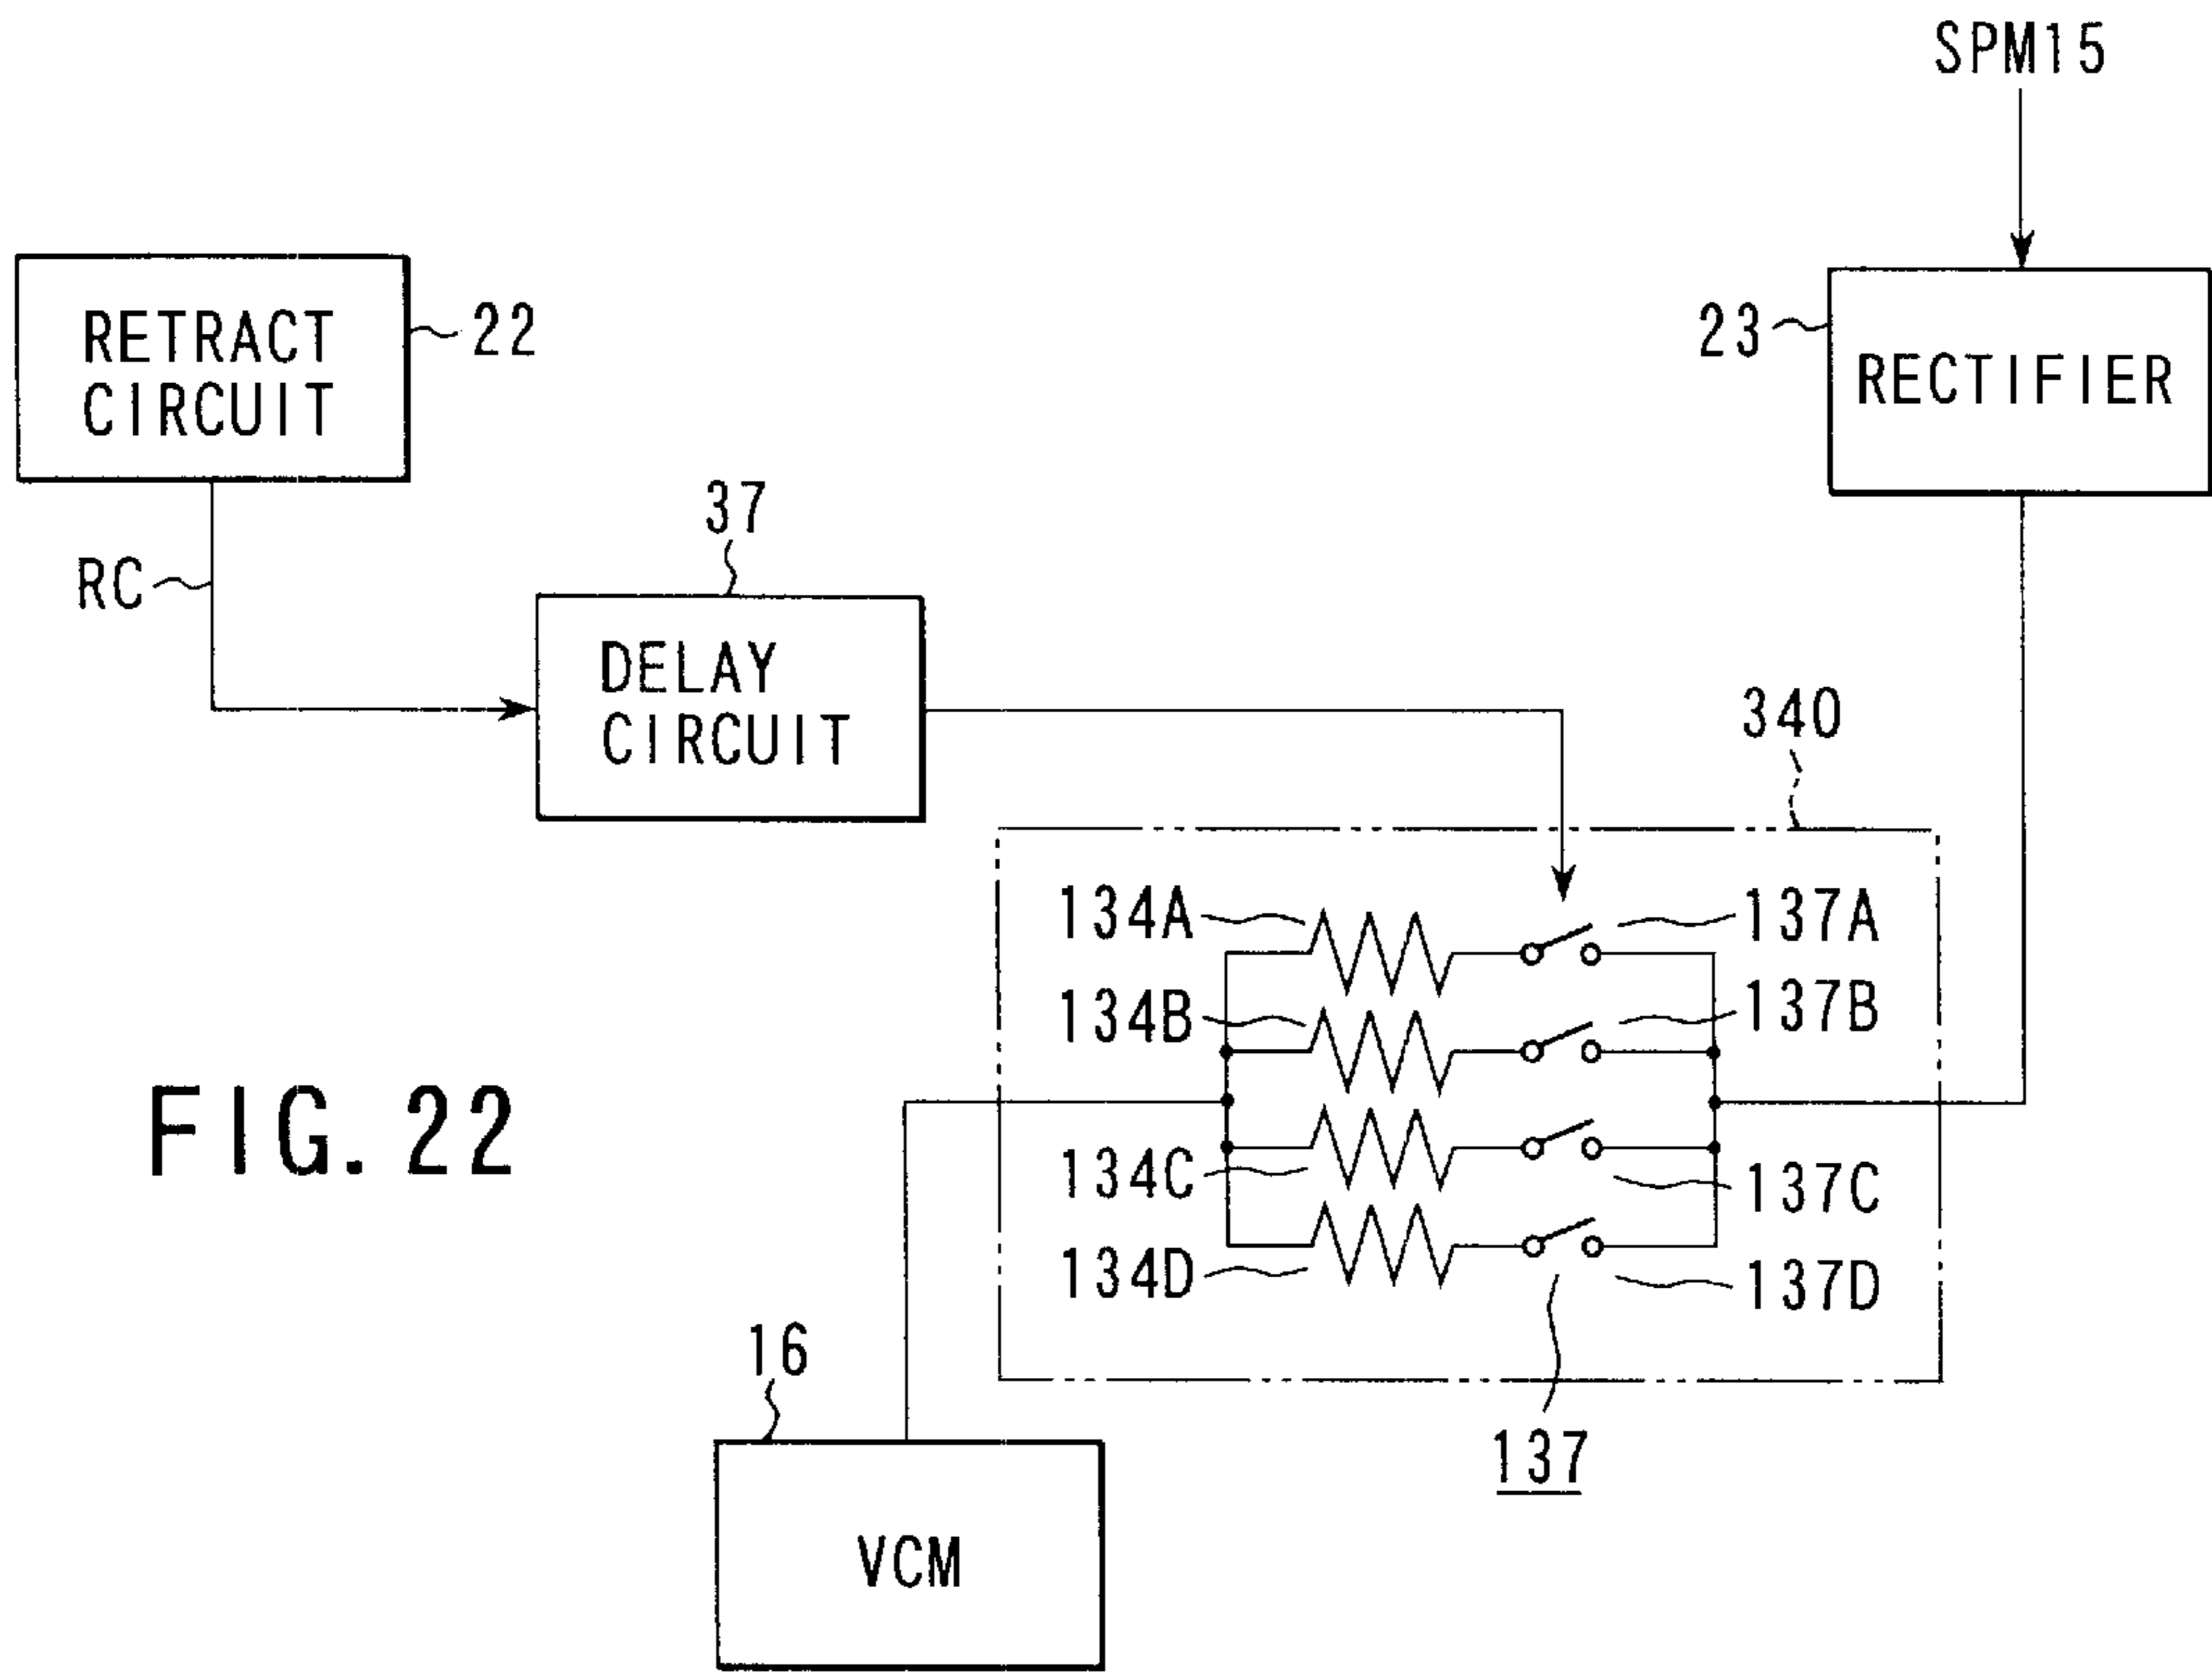 SPM15
RETRACT
CIRCUIT
22
23
RECTIFIER
37
RC
DELAY
CIRCUIT
340
134A
137A
134B
137B
FIG. 22
134C
137C
134D
137D
16
137
VCM